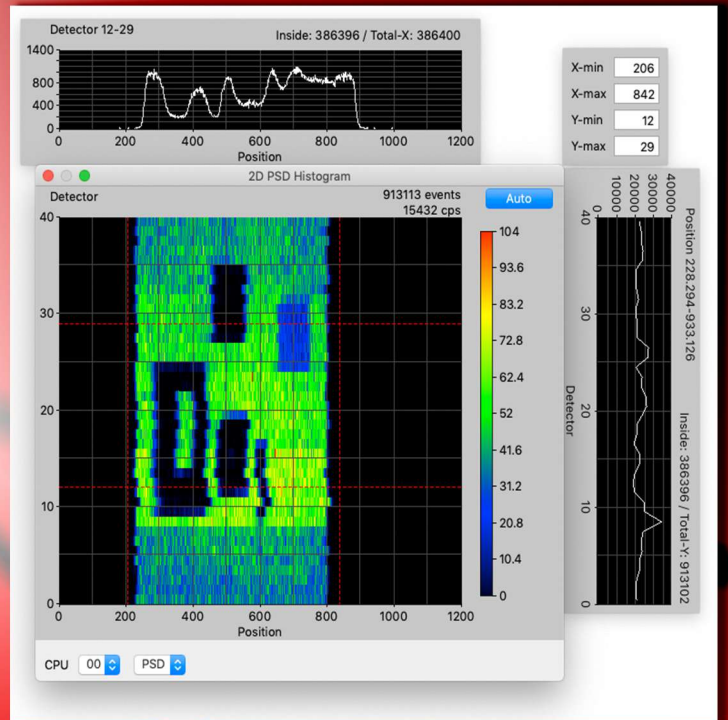 Detector 12-29
Inside: 386396 / Total-X: 386400
1400
800
400
0
0 200 400 600 800 1000 1200
Position
X-min 206
X-max 842
Y-min 12
Y-max 29
2D PSD Histogram
Detector
913113 events
15432 cps
Auto
40
30
20
10
0
0 200 400 600 800 1000 1200
Position
104
93.6
83.2
72.8
62.4
52
41.6
31.2
20.8
10.4
0
Position 228.294-933.126
Inside: 386396 / Total-Y: 913102
40000
30000
20000
10000
0
40 30 20 10 0
Detector
CPU 00 PSD